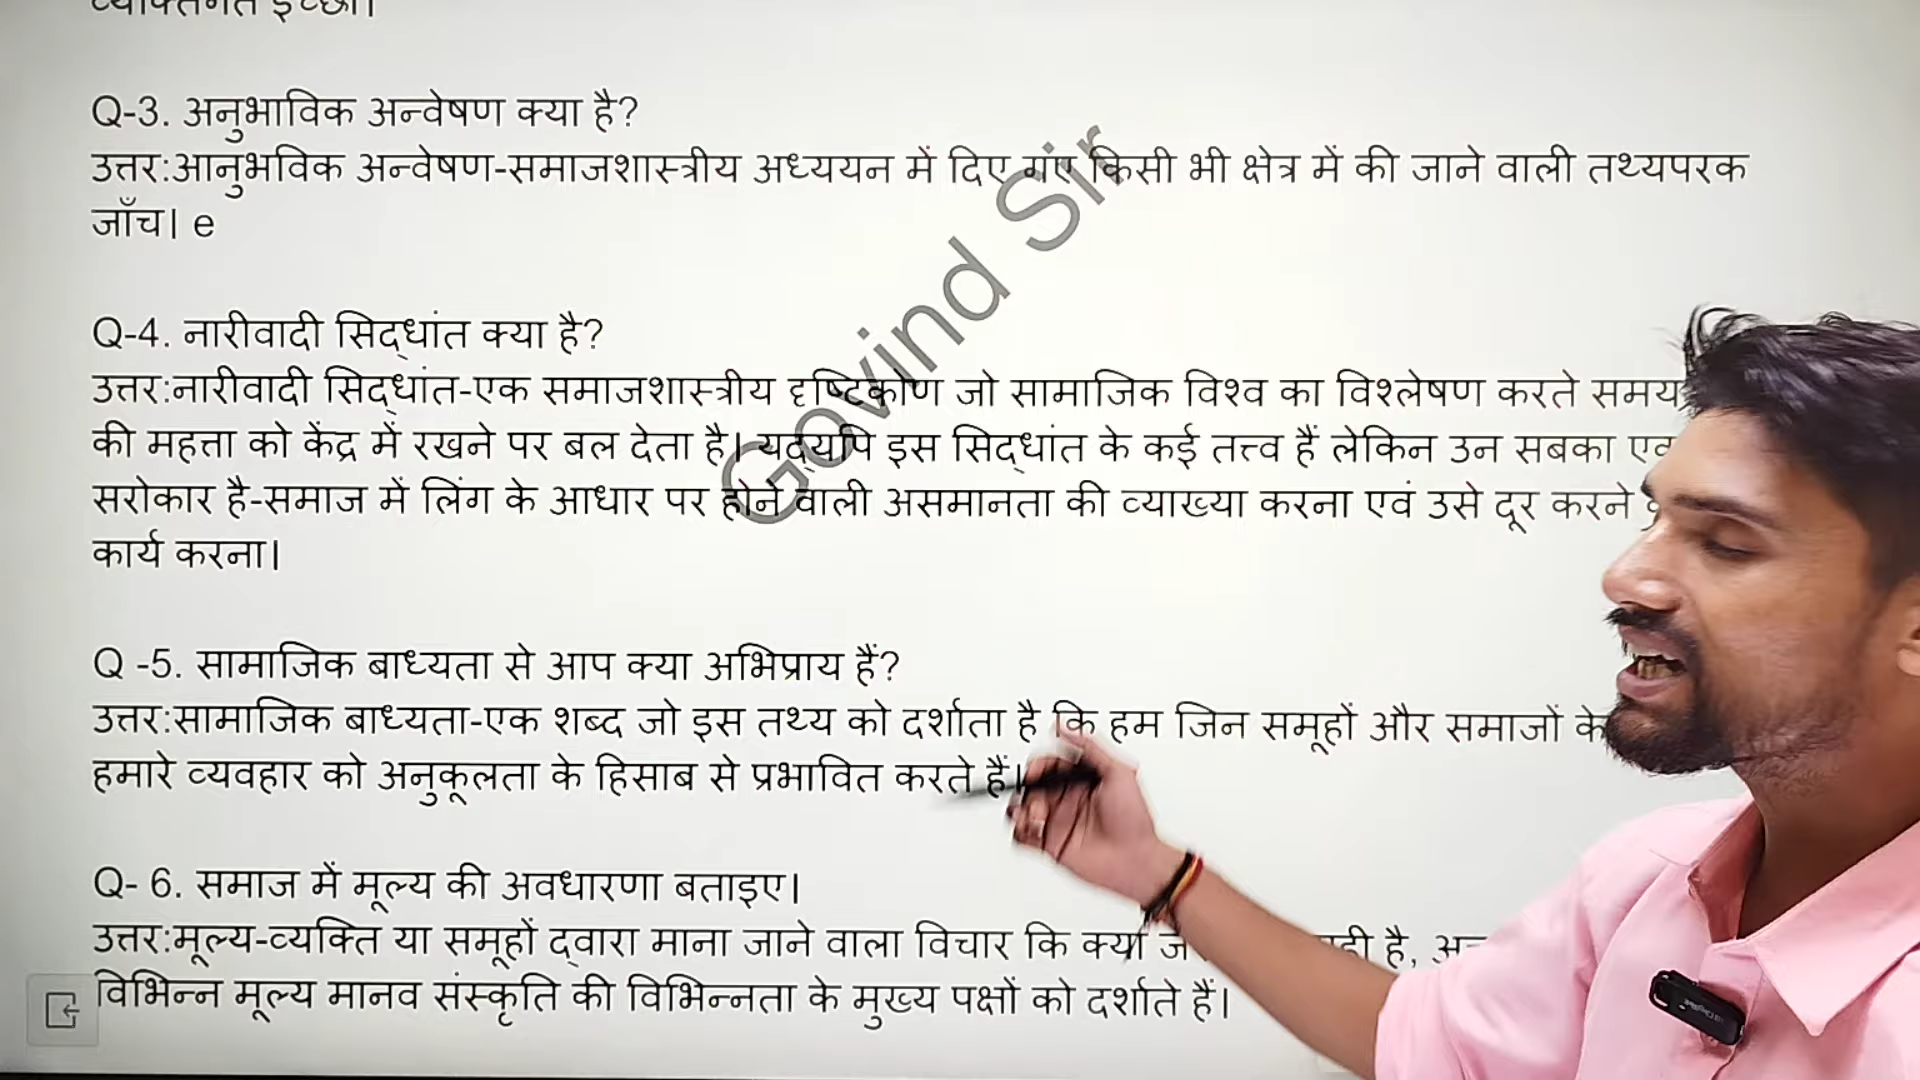 व्यक्तिगत इच्छा।
Q-3. अनुभाविक अन्वेषण क्या है?
उत्तर:आनुभविक अन्वेषण-समाजशास्त्रीय अध्ययन में दिए गए किसी भी क्षेत्र में की जाने वाली तथ्यपरक
जाँच। e
Q-4. नारीवादी सिद्धांत क्या है?
उत्तर:नारीवादी सिद्धांत-एक समाजशास्त्रीय दृष्टिकोण जो सामाजिक विश्व का विश्लेषण करते समय
की महत्ता को केंद्र में रखने पर बल देता है। यद्यपि इस सिद्धांत के कई तत्त्व हैं लेकिन उन सबका
सरोकार है-समाज में लिंग के आधार पर होने वाली असमानता की व्याख्या करना एवं उसे दूर करने
कार्य करना।
Q -5. सामाजिक बाध्यता से आप क्या अभिप्राय हैं?
उत्तर:सामाजिक बाध्यता-एक शब्द जो इस तथ्य को दर्शाता है कि हम जिन समूहों और समाजों के
हमारे व्यवहार को अनुकूलता के हिसाब से प्रभावित करते हैं।
Q- 6. समाज में मूल्य की अवधारणा बताइए।
उत्तर:मूल्य-व्यक्ति या समूहों द्वारा माना जाने वाला विचार कि क्या है,
विभिन्न मूल्य मानव संस्कृति की विभिन्नता के मुख्य पक्षों को दर्शाते हैं।
Govind Sir